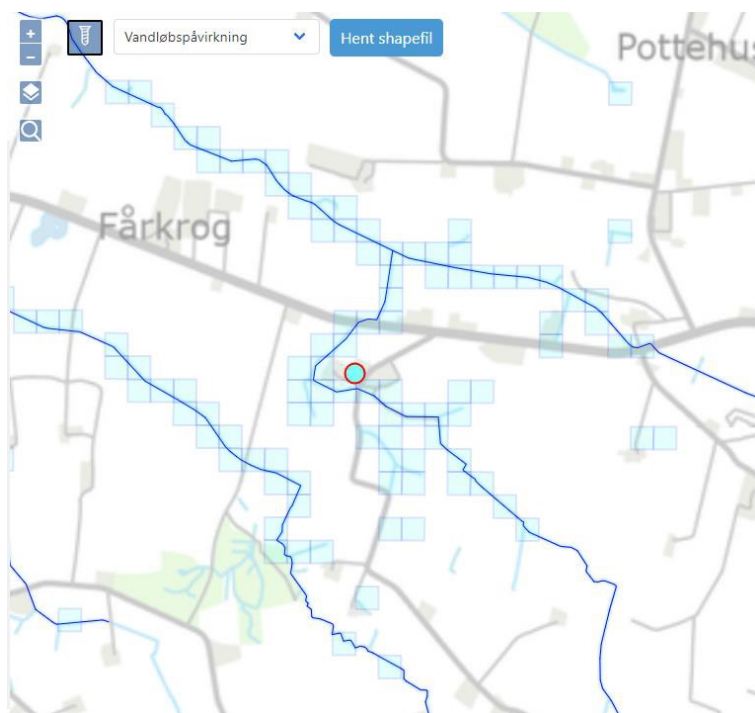 +
Vandløbspåvirkning
Hent shapefil
−
Pottehus
Fårkrog